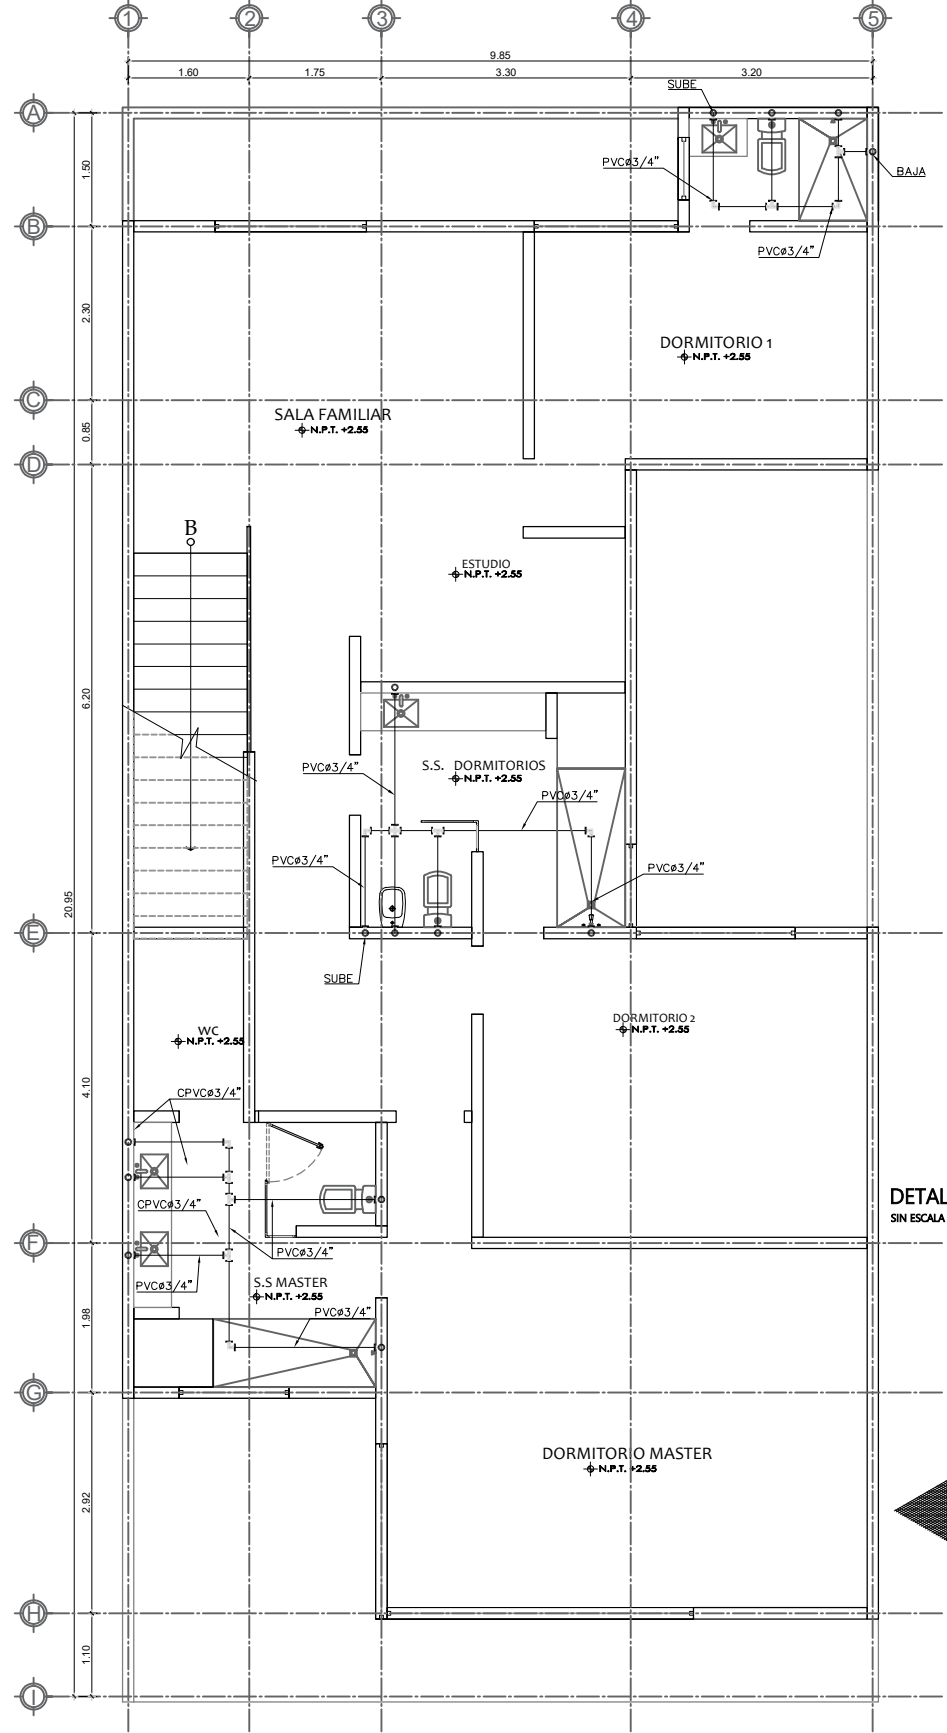 1 2 3 4 5
9.85
1.60 1.75 3.30 3.20
SUBE
A
PVCø3/4"
1.50
BAJA
B
PVCø3/4"
2.30
DORMITORIO 1
N.P.T. +2.55
C
SALA FAMILIAR
N.P.T. +2.55
0.85
D
B
ESTUDIO
N.P.T. +2.55
6.20
S.S. DORMITORIOS
N.P.T. +2.55
PVCø3/4"
PVCø3/4"
PVCø3/4"
PVCø3/4"
20.95
E
SUBE
DORMITORIO 2
N.P.T. +2.55
WC
N.P.T. +2.55
4.10
CPVCø3/4"
CPVCø3/4"
DETAL
SIN ESCALA
F
PVCø3/4"
PVCø3/4"
S.S MASTER
N.P.T. +2.55
PVCø3/4"
1.98
G
DORMITORIO MASTER
N.P.T. +2.55
2.92
H
1.10
I